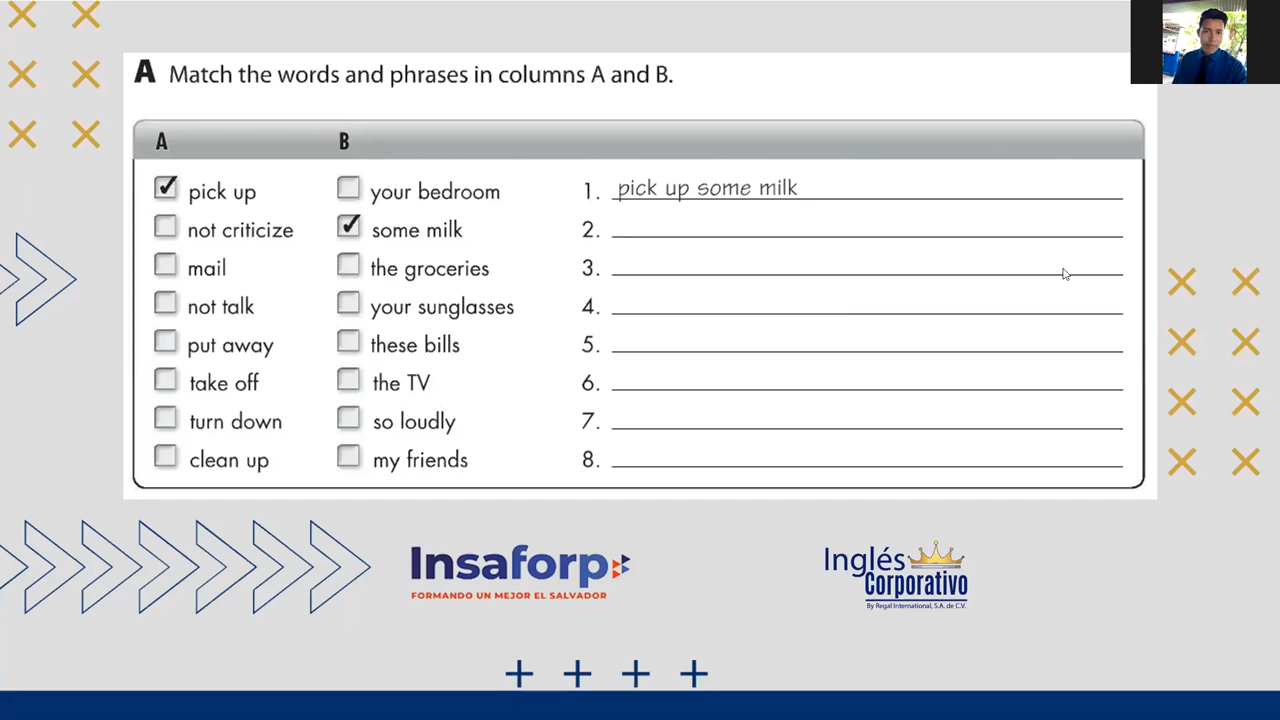 A Match the words and phrases in columns A and B.
A B
pick up your bedroom 1. pick up some milk
not criticize some milk 2.
mail the groceries 3.
not talk your sunglasses 4.
put away these bills 5.
take off the TV 6.
turn down so loudly 7.
clean up my friends 8.
Insaforp
FORMANDO UN MEJOR EL SALVADOR
Inglés
Corporativo
By Regal International, S.A. de C.V.